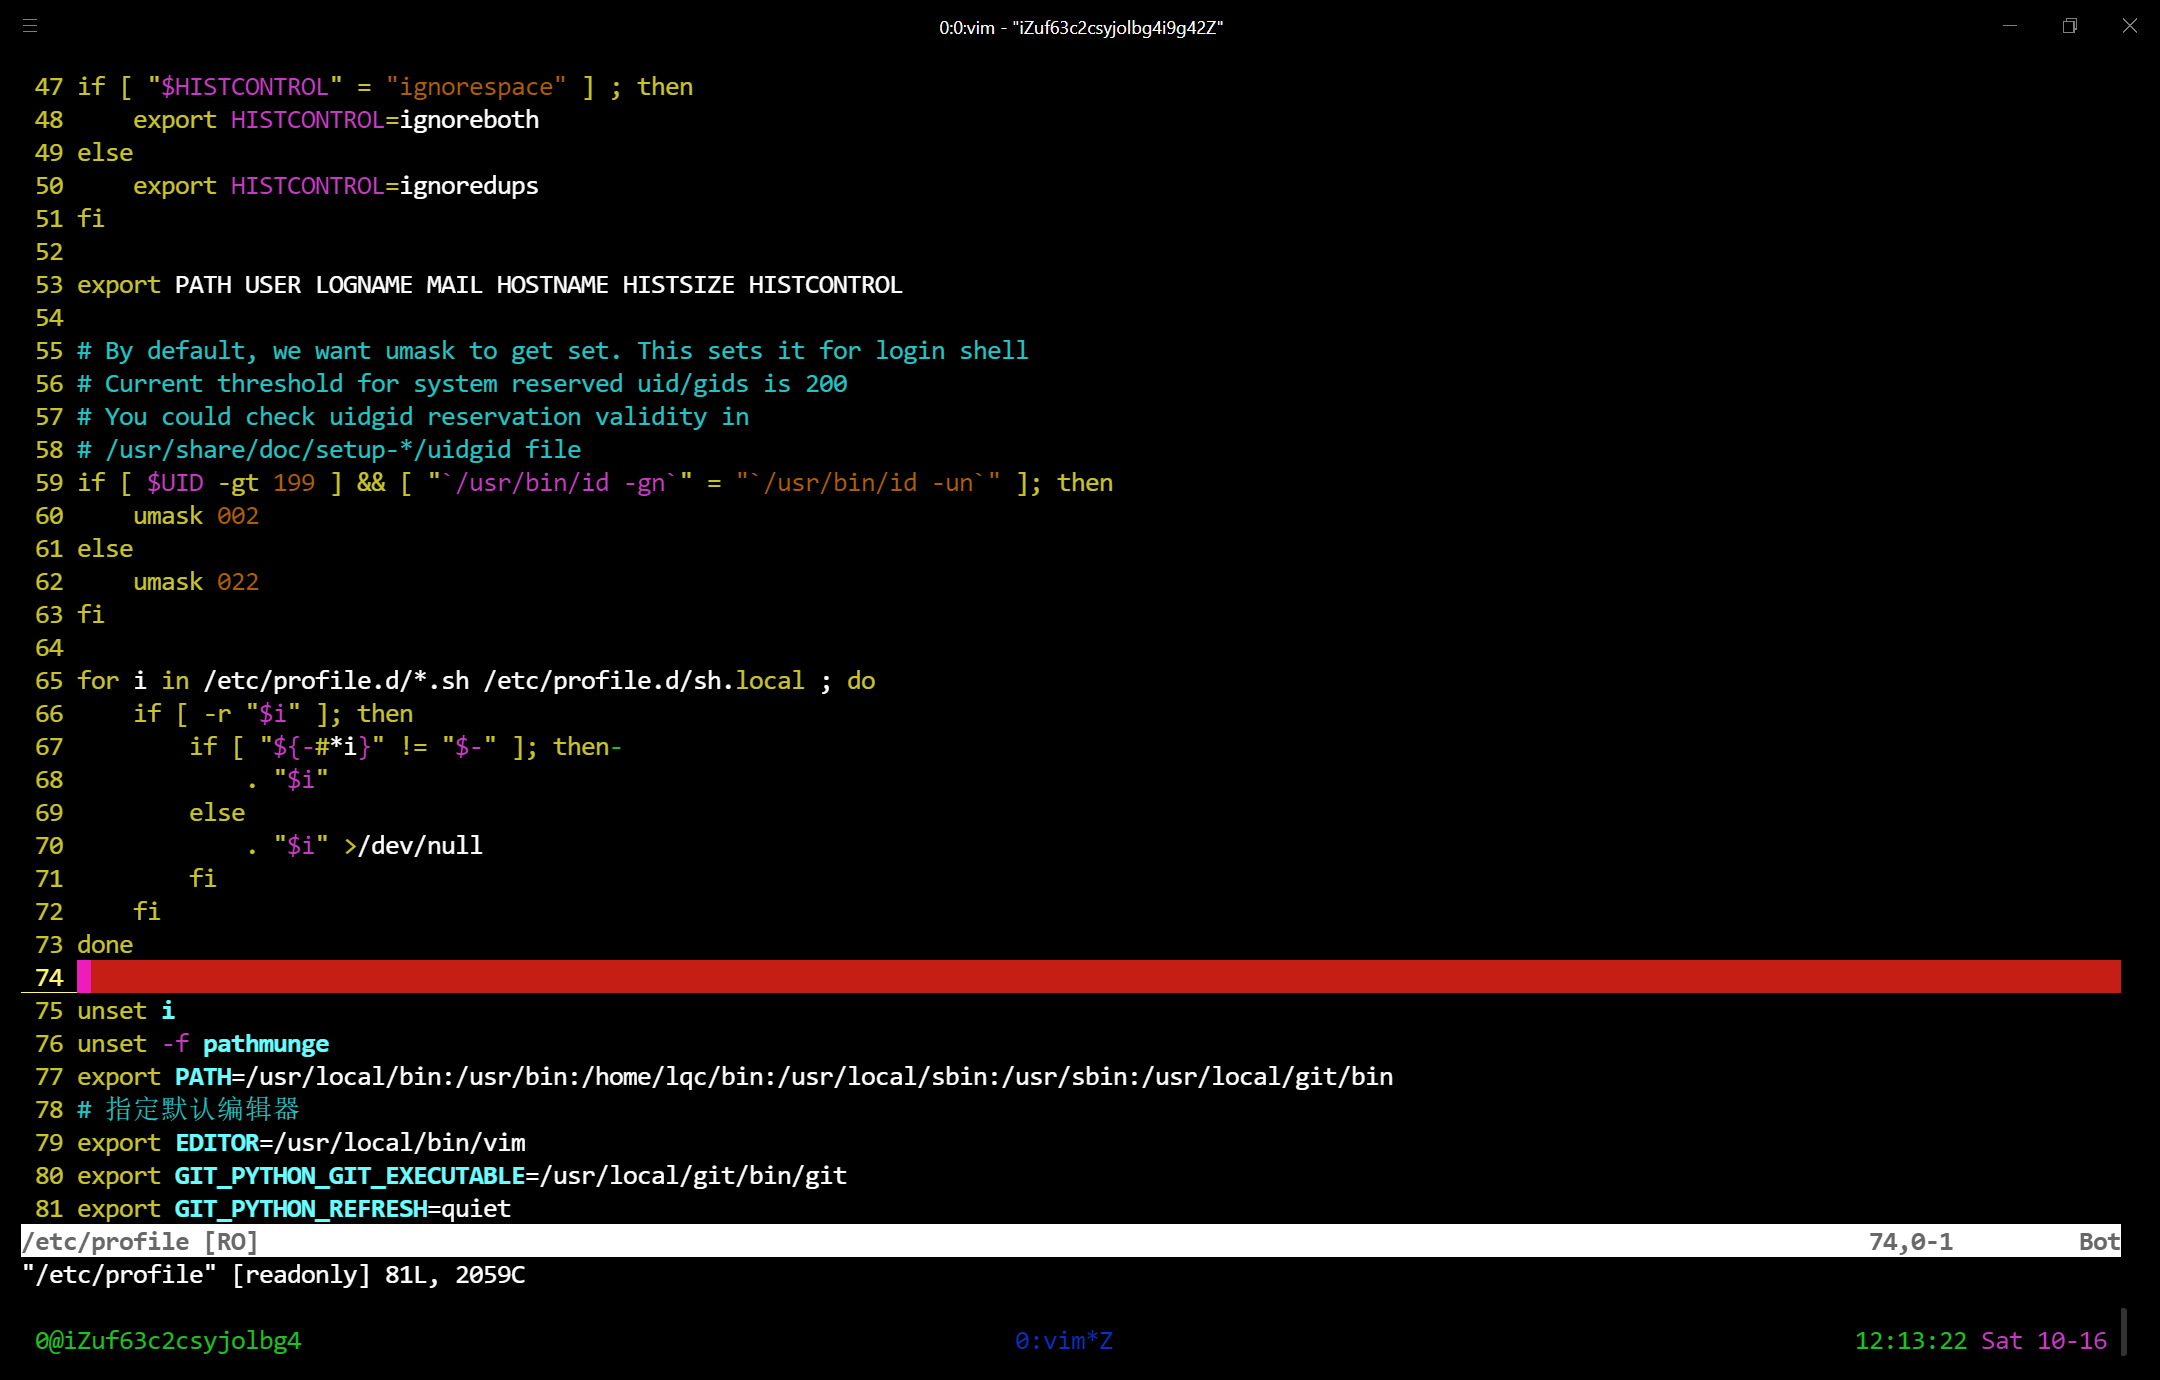 0:0:vim - "iZuf63c2csyjolbg4i9g42Z"
47 if [ "$HISTCONTROL" = "ignorespace" ] ; then
48     export HISTCONTROL=ignoreboth
49 else
50     export HISTCONTROL=ignoredups
51 fi
52
53 export PATH USER LOGNAME MAIL HOSTNAME HISTSIZE HISTCONTROL
54
55 # By default, we want umask to get set. This sets it for login shell
56 # Current threshold for system reserved uid/gids is 200
57 # You could check uidgid reservation validity in
58 # /usr/share/doc/setup-*/uidgid file
59 if [ $UID -gt 199 ] && [ "`/usr/bin/id -gn`" = "`/usr/bin/id -un`" ]; then
60     umask 002
61 else
62     umask 022
63 fi
64
65 for i in /etc/profile.d/*.sh /etc/profile.d/sh.local ; do
66     if [ -r "$i" ]; then
67         if [ "${-#*i}" != "$-" ]; then-
68             . "$i"
69         else
70             . "$i" >/dev/null
71         fi
72     fi
73 done
74
75 unset i
76 unset -f pathmunge
77 export PATH=/usr/local/bin:/usr/bin:/home/lqc/bin:/usr/local/sbin:/usr/sbin:/usr/local/git/bin
78 # 指定默认编辑器
79 export EDITOR=/usr/local/bin/vim
80 export GIT_PYTHON_GIT_EXECUTABLE=/usr/local/git/bin/git
81 export GIT_PYTHON_REFRESH=quiet
/etc/profile [RO] 74,0-1 Bot
"/etc/profile" [readonly] 81L, 2059C
0@iZuf63c2csyjolbg4 0:vim*Z 12:13:22 Sat 10-16